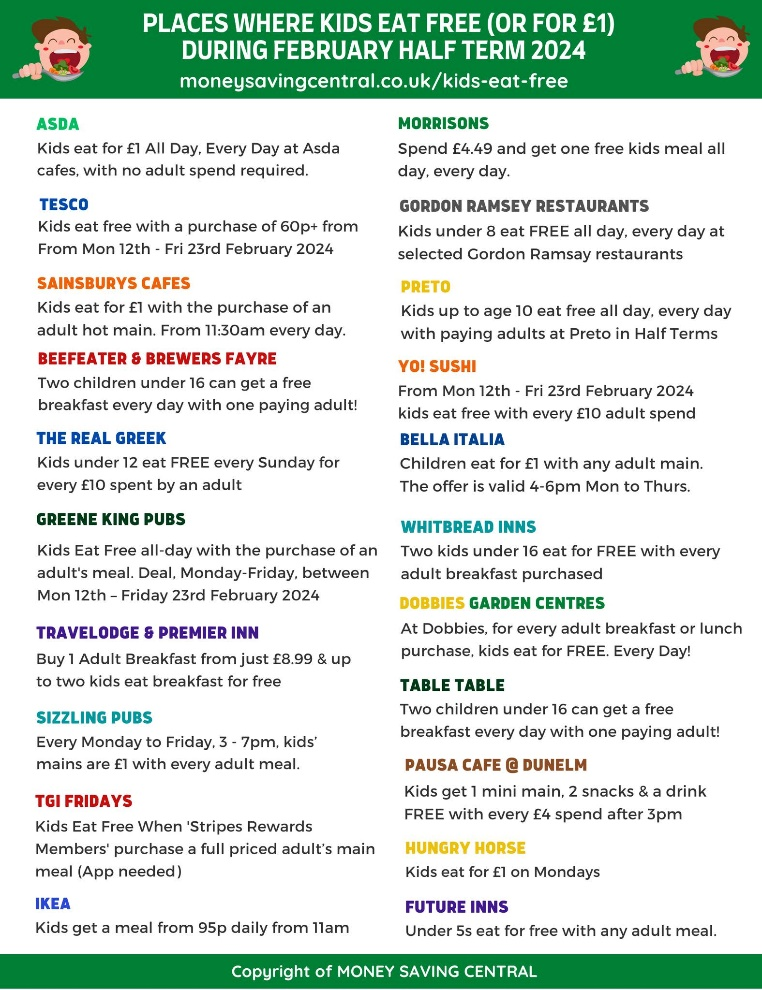 PLACES WHERE KIDS EAT FREE (OR FOR £1)
DURING FEBRUARY HALF TERM 2024
moneysavingcentral.co.uk/kids-eat-free
ASDA
Kids eat for £1 All Day, Every Day at Asda
cafes, with no adult spend required.
TESCO
Kids eat free with a purchase of 60p+ from
From Mon 12th - Fri 23rd February 2024
SAINSBURYS CAFES
Kids eat for £1 with the purchase of an
adult hot main. From 11:30am every day.
BEEFEATER & BREWERS FAYRE
Two children under 16 can get a free
breakfast every day with one paying adult!
THE REAL GREEK
Kids under 12 eat FREE every Sunday for
every £10 spent by an adult
GREENE KING PUBS
Kids Eat Free all-day with the purchase of an
adult's meal. Deal, Monday-Friday, between
Mon 12th – Friday 23rd February 2024
TRAVELODGE & PREMIER INN
Buy 1 Adult Breakfast from just £8.99 & up
to two kids eat breakfast for free
SIZZLING PUBS
Every Monday to Friday, 3 - 7pm, kids’
mains are £1 with every adult meal.
TGI FRIDAYS
Kids Eat Free When 'Stripes Rewards
Members' purchase a full priced adult’s main
meal (App needed)
IKEA
Kids get a meal from 95p daily from 11am
MORRISONS
Spend £4.49 and get one free kids meal all
day, every day.
GORDON RAMSEY RESTAURANTS
Kids under 8 eat FREE all day, every day at
selected Gordon Ramsay restaurants
PRETO
Kids up to age 10 eat free all day, every day
with paying adults at Preto in Half Terms
YO! SUSHI
From Mon 12th - Fri 23rd February 2024
kids eat free with every £10 adult spend
BELLA ITALIA
Children eat for £1 with any adult main.
The offer is valid 4-6pm Mon to Thurs.
WHITBREAD INNS
Two kids under 16 eat for FREE with every
adult breakfast purchased
DOBBIES GARDEN CENTRES
At Dobbies, for every adult breakfast or lunch
purchase, kids eat for FREE. Every Day!
TABLE TABLE
Two children under 16 can get a free
breakfast every day with one paying adult!
PAUSA CAFE @ DUNELM
Kids get 1 mini main, 2 snacks & a drink
FREE with every £4 spend after 3pm
HUNGRY HORSE
Kids eat for £1 on Mondays
FUTURE INNS
Under 5s eat for free with any adult meal.
Copyright of MONEY SAVING CENTRAL